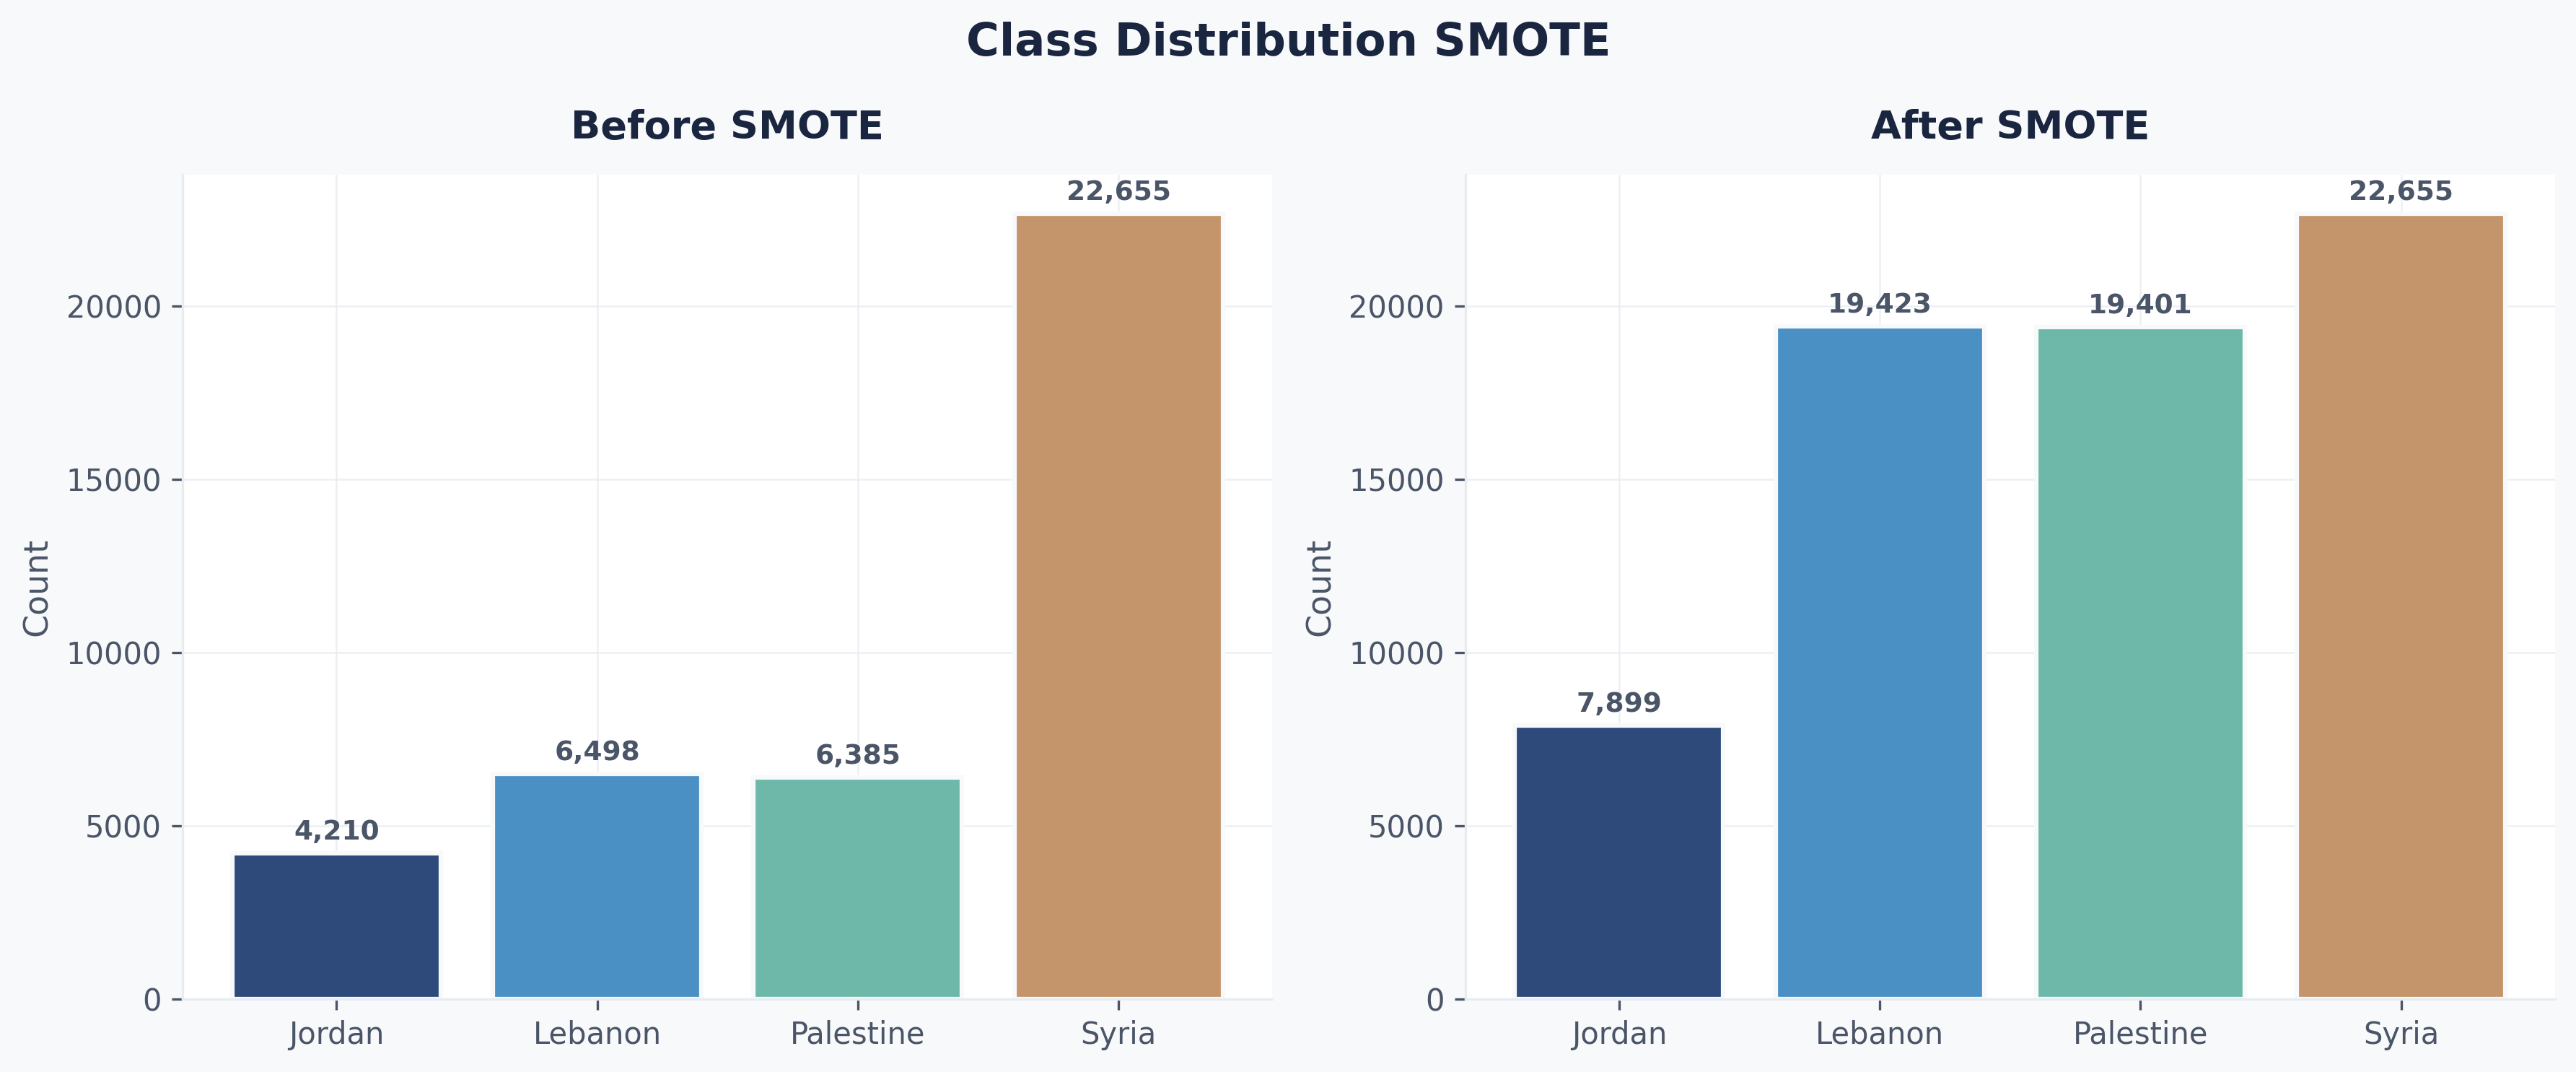 Class Distribution SMOTE
Before SMOTE
22,655
20000
15000
Count
10000
6,498
6,385
5000
4,210
0
Jordan Lebanon Palestine Syria
After SMOTE
22,655
20000
19,423
19,401
15000
Count
10000
7,899
5000
0
Jordan Lebanon Palestine Syria